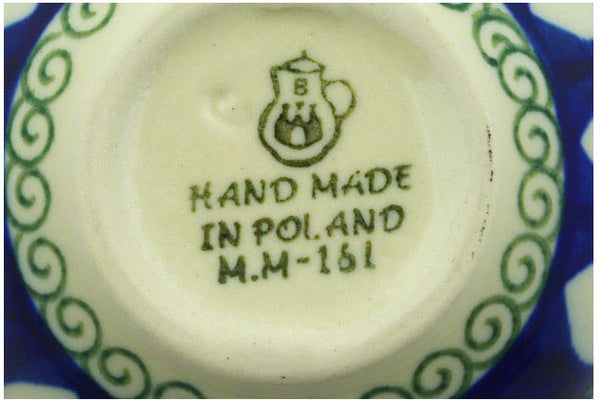 B
HAND MADE
IN POLAND
M.M-161